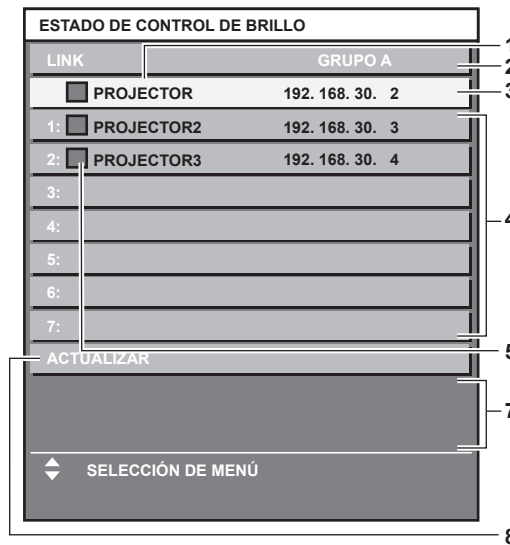 ESTADO DE CONTROL DE BRILLO
LINK GRUPO A
PROJECTOR 192. 168. 30. 2
1: PROJECTOR2 192. 168. 30. 3
2: PROJECTOR3 192. 168. 30. 4
3:
4:
5:
6:
7:
ACTUALIZAR
SELECCIÓN DE MENÚ
1
2
3
4
5
7
8